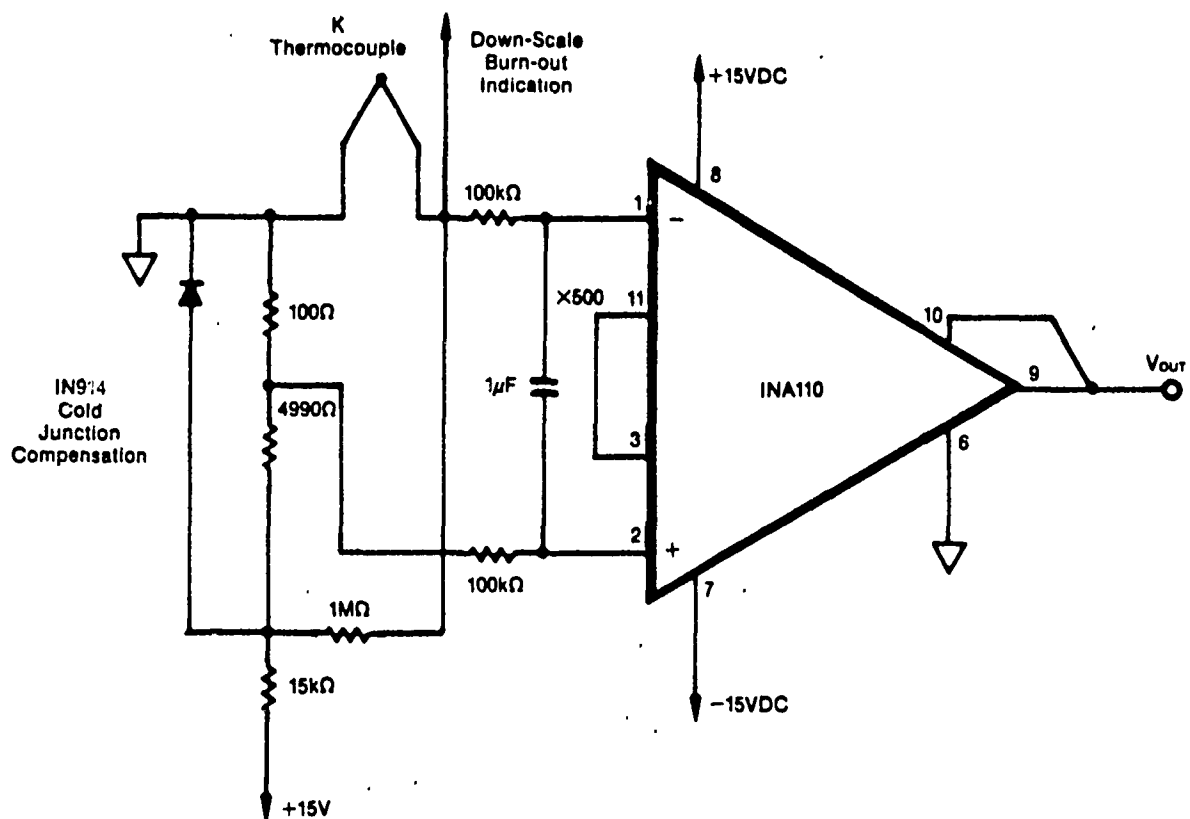 K
Thermocouple
Down-Scale
Burn-out
Indication
+15VDC
8
100kΩ
1
−
100Ω
×500
11
10
VOUT
9
IN914
Cold
Junction
Compensation
4990Ω
1μF
INA110
3
6
2
+
100kΩ
7
1MΩ
15kΩ
−15VDC
+15V